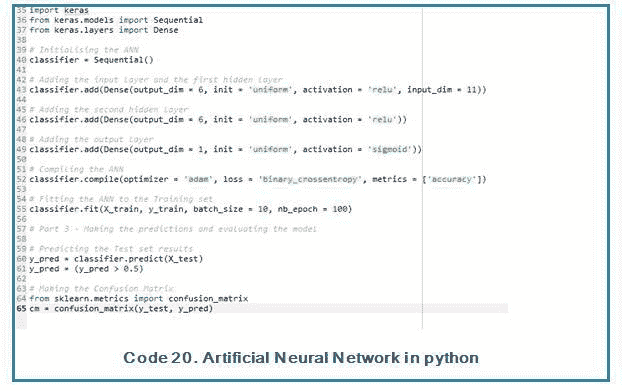 35 import keras
36 from keras.models import Sequential
37 from keras.layers import Dense
38
39 # Initialising the ANN
40 classifier = Sequential()
41
42 # Adding the input layer and the first hidden layer
43 classifier.add(Dense(output_dim = 6, init = 'uniform', activation = 'relu', input_dim = 11))
44
45 # Adding the second hidden layer
46 classifier.add(Dense(output_dim = 6, init = 'uniform', activation = 'relu'))
47
48 # Adding the output layer
49 classifier.add(Dense(output_dim = 1, init = 'uniform', activation = 'sigmoid'))
50
51 # Compiling the ANN
52 classifier.compile(optimizer = 'adam', loss = 'binary_crossentropy', metrics = ['accuracy'])
53
54 # Fitting the ANN to the Training set
55 classifier.fit(X_train, y_train, batch_size = 10, nb_epoch = 100)
56
57 # Part 3 - Making the predictions and evaluating the model
58
59 # Predicting the Test set results
60 y_pred = classifier.predict(X_test)
61 y_pred = (y_pred > 0.5)
62
63 # Making the Confusion Matrix
64 from sklearn.metrics import confusion_matrix
65 cm = confusion_matrix(y_test, y_pred)
Code 20. Artificial Neural Network in python